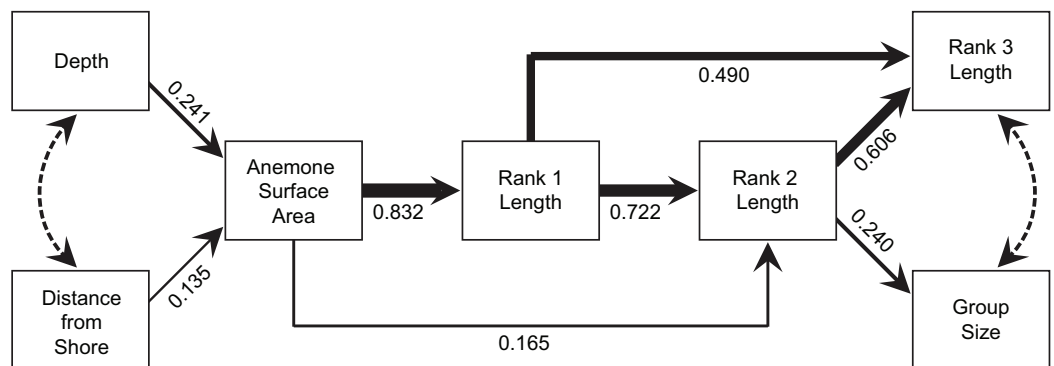 Depth
Rank 3
Length
0.490
0.241
0.606
Anemone
Surface
Area
Rank 1
Length
Rank 2
Length
0.832
0.722
0.240
0.135
Distance
from
Shore
Group
Size
0.165